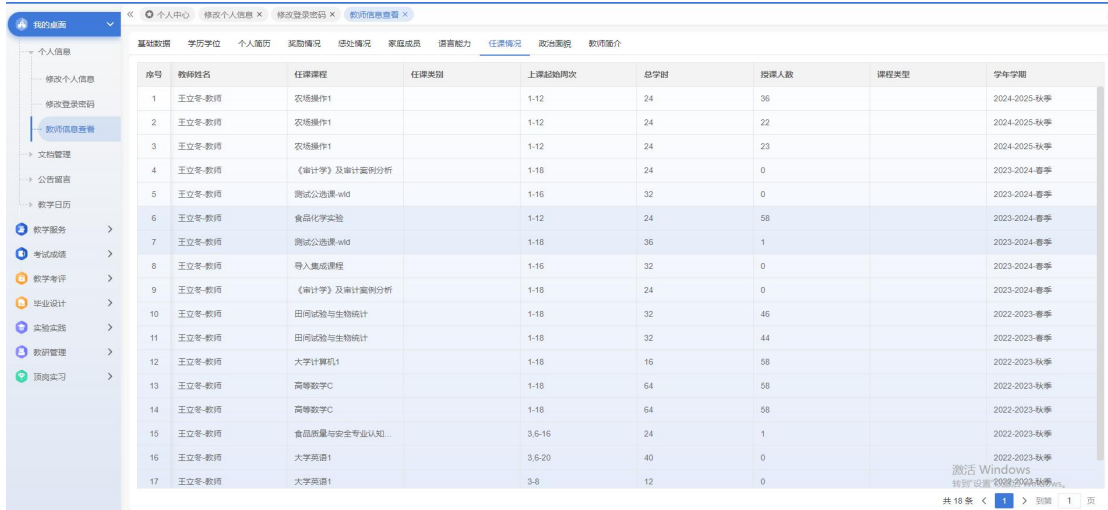 我的桌面
« 个人中心 修改个人信息 × 修改登录密码 × 教师信息查看 ×
个人信息
修改个人信息
修改登录密码
教师信息查看
文档管理
公告留言
教学日历
教学服务
考试成绩
教学考评
毕业设计
实验实践
教研管理
顶岗实习
基础数据 学历学位 个人简历 奖励情况 惩处情况 家庭成员 语言能力 任课情况 政治面貌 教师简介
序号 教师姓名 任课课程 任课类别 上课起始周次 总学时 授课人数 课程类型 学年学期
1 王立冬-教师 农场操作1 1-12 24 36 2024-2025-秋季
2 王立冬-教师 农场操作1 1-12 24 22 2024-2025-秋季
3 王立冬-教师 农场操作1 1-12 24 23 2024-2025-秋季
4 王立冬-教师 《审计学》及审计案例分析 1-18 24 0 2023-2024-春季
5 王立冬-教师 测试公选课-wld 1-16 32 0 2023-2024-春季
6 王立冬-教师 食品化学实验 1-12 24 58 2023-2024-春季
7 王立冬-教师 测试公选课-wld 1-18 36 1 2023-2024-春季
8 王立冬-教师 导入集成课程 1-16 32 0 2023-2024-春季
9 王立冬-教师 《审计学》及审计案例分析 1-18 24 0 2023-2024-春季
10 王立冬-教师 田间试验与生物统计 1-18 32 46 2022-2023-春季
11 王立冬-教师 田间试验与生物统计 1-18 32 44 2022-2023-春季
12 王立冬-教师 大学计算机1 1-18 16 58 2022-2023-秋季
13 王立冬-教师 高等数学C 1-18 64 58 2022-2023-秋季
14 王立冬-教师 高等数学C 1-18 64 58 2022-2023-秋季
15 王立冬-教师 食品质量与安全专业认知... 3,6-16 24 1 2022-2023-秋季
16 王立冬-教师 大学英语1 3,6-20 40 0 2022-2023-秋季
17 王立冬-教师 大学英语1 3-8 12 0 2022-2023-秋季
激活 Windows
共 18 条 1 到第 1 页